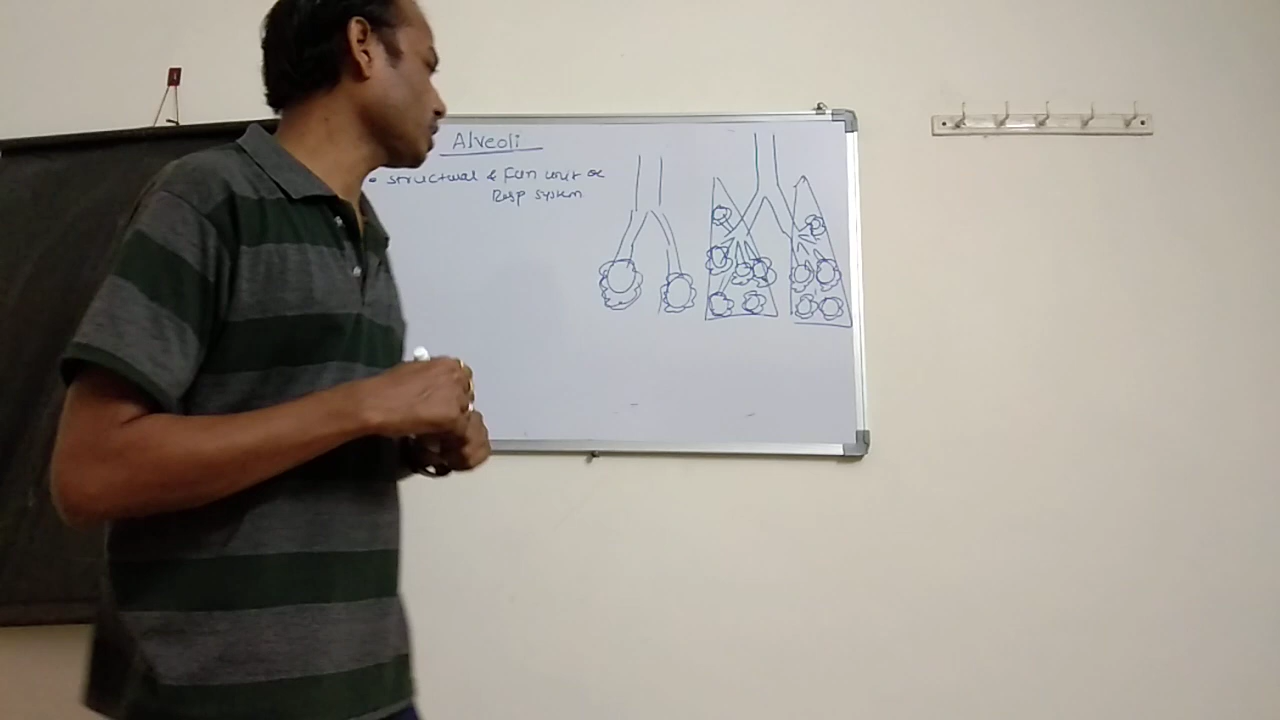 Alveoli
• Structural & Fun unit of
Resp System